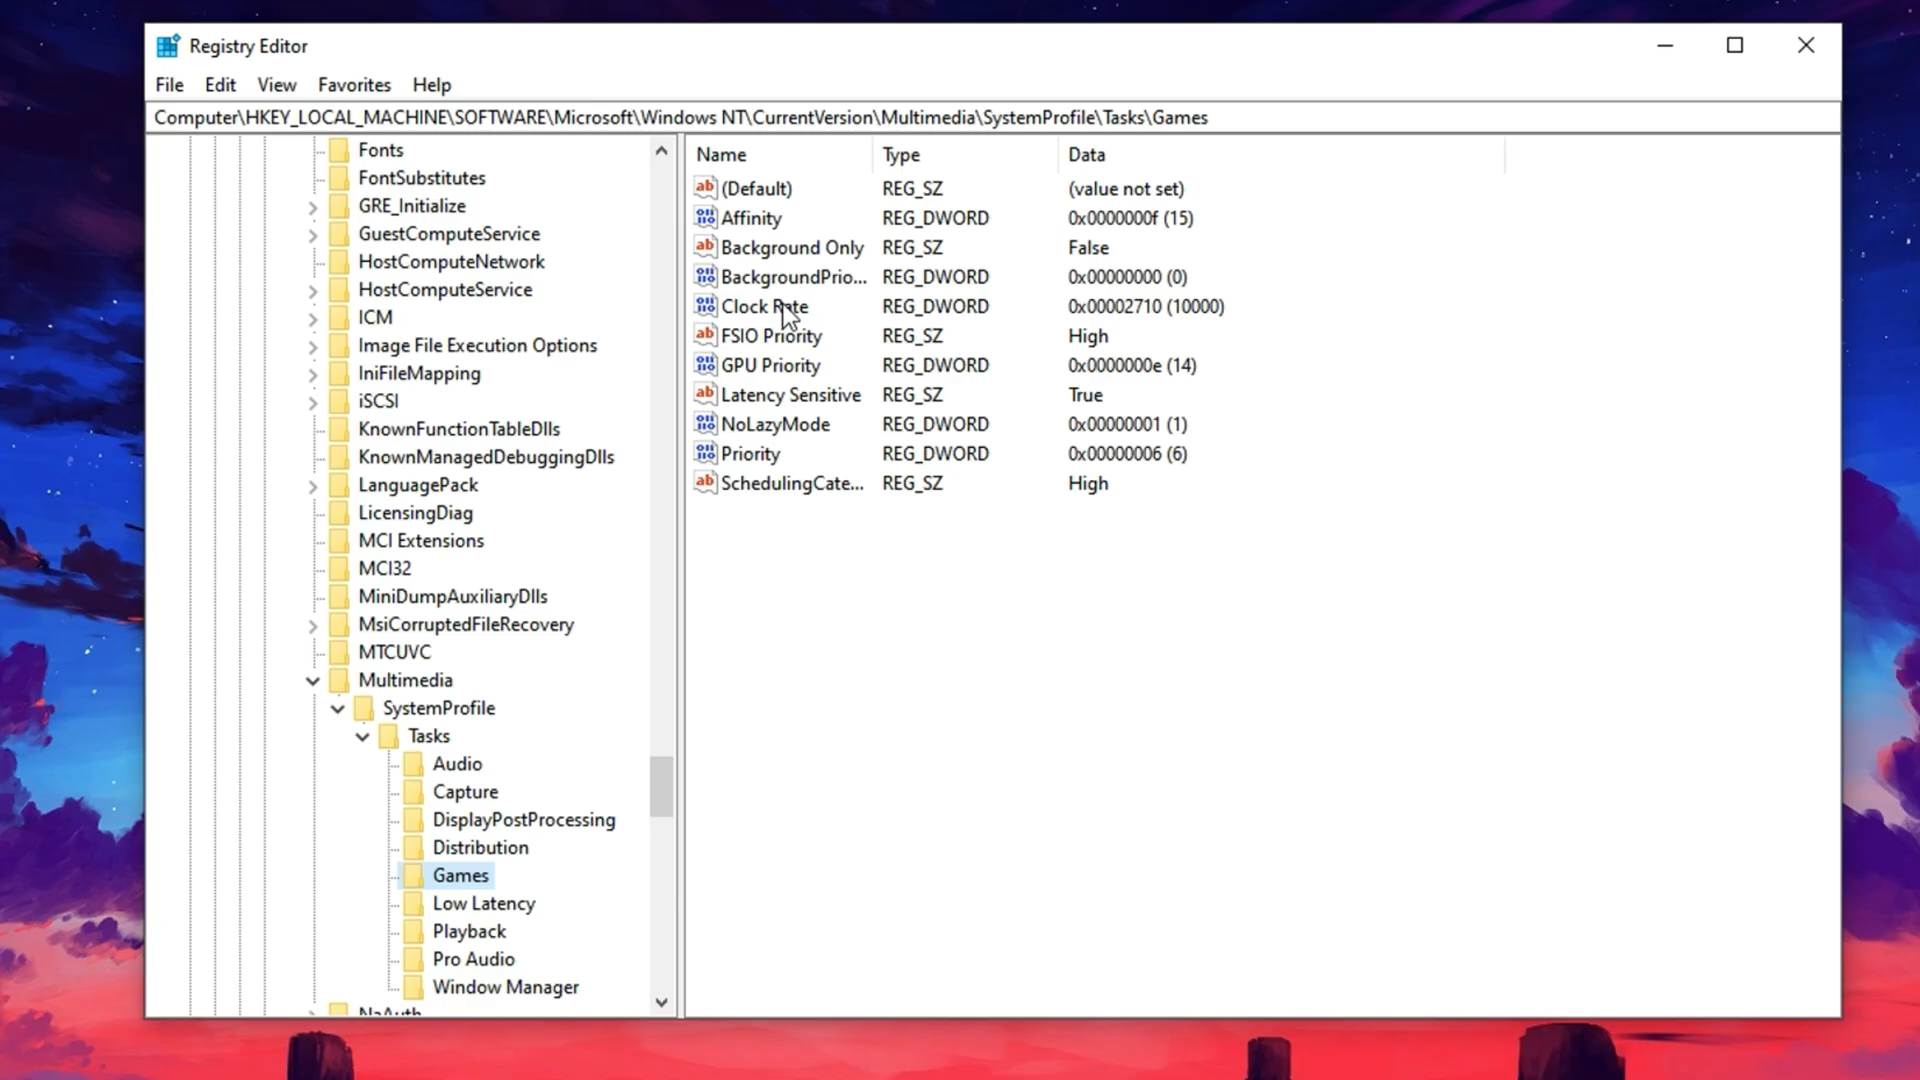 Registry Editor
File Edit View Favorites Help
Computer\HKEY_LOCAL_MACHINE\SOFTWARE\Microsoft\Windows NT\CurrentVersion\Multimedia\SystemProfile\Tasks\Games
Fonts
FontSubstitutes
GRE_Initialize
GuestComputeService
HostComputeNetwork
HostComputeService
ICM
Image File Execution Options
IniFileMapping
iSCSI
KnownFunctionTableDlls
KnownManagedDebuggingDlls
LanguagePack
LicensingDiag
MCI Extensions
MCI32
MiniDumpAuxiliaryDlls
MsiCorruptedFileRecovery
MTCUVC
Multimedia
SystemProfile
Tasks
Audio
Capture
DisplayPostProcessing
Distribution
Games
Low Latency
Playback
Pro Audio
Window Manager
NaAuth
Name Type Data
(Default) REG_SZ (value not set)
Affinity REG_DWORD 0x0000000f (15)
Background Only REG_SZ False
BackgroundPrio... REG_DWORD 0x00000000 (0)
Clock Rate REG_DWORD 0x00002710 (10000)
FSIO Priority REG_SZ High
GPU Priority REG_DWORD 0x0000000e (14)
Latency Sensitive REG_SZ True
NoLazyMode REG_DWORD 0x00000001 (1)
Priority REG_DWORD 0x00000006 (6)
SchedulingCate... REG_SZ High